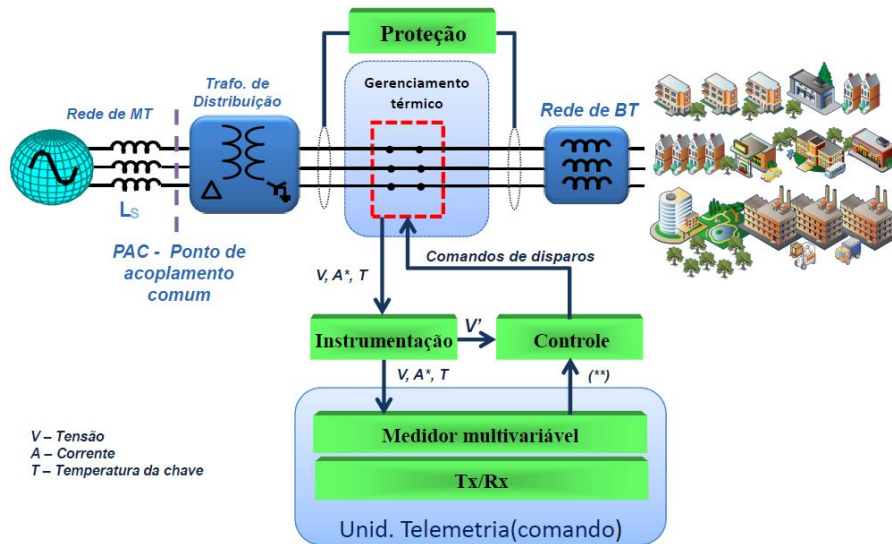 Proteção
Trafo. de
Distribuição
Gerenciamento
térmico
Rede de MT
Rede de BT
Ls
PAC - Ponto de
acoplamento
comum
V, A*, T
Comandos de disparos
Instrumentação
V'
Controle
V, A*, T
(**)
Medidor multivariável
Tx/Rx
Unid. Telemetria(comando)
V – Tensão
A – Corrente
T – Temperatura da chave